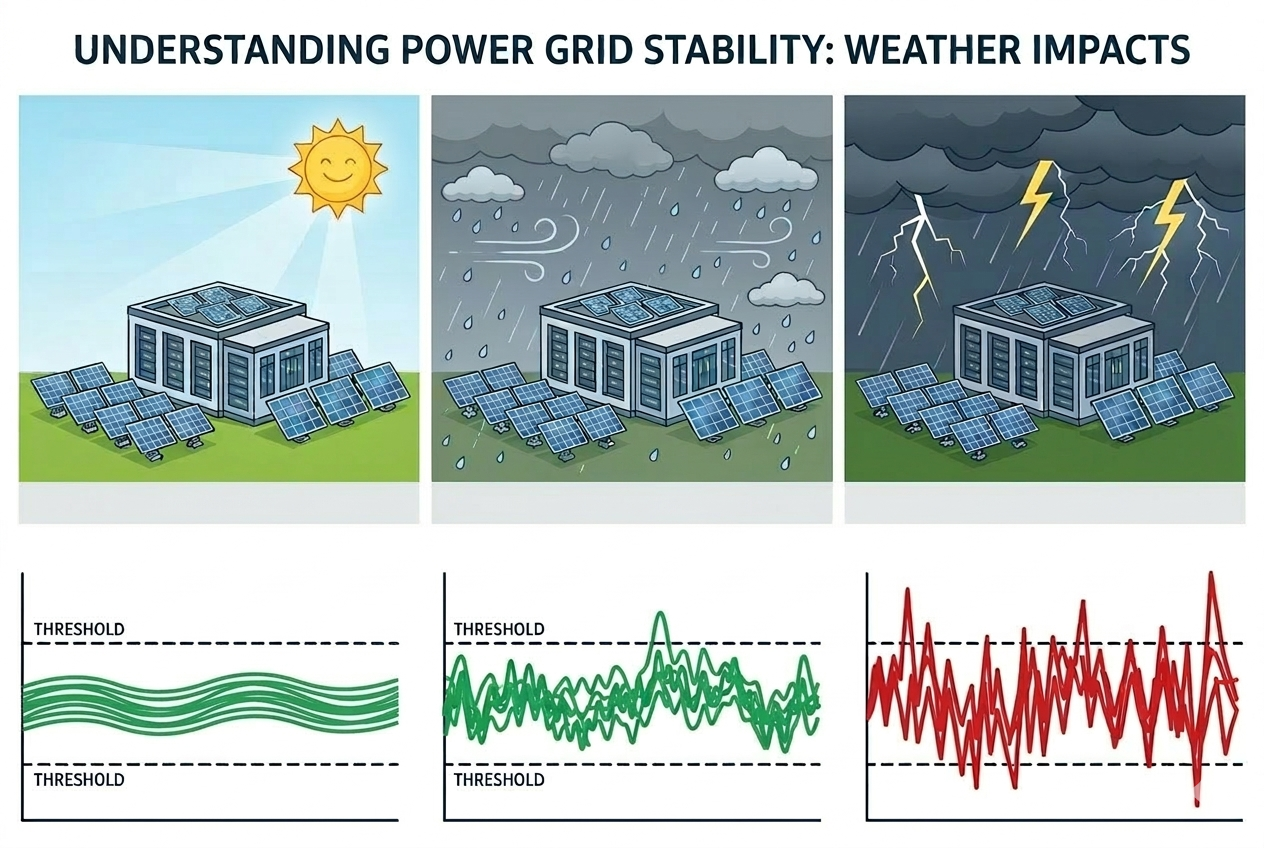 UNDERSTANDING POWER GRID STABILITY: WEATHER IMPACTS
THRESHOLD
THRESHOLD
THRESHOLD
THRESHOLD